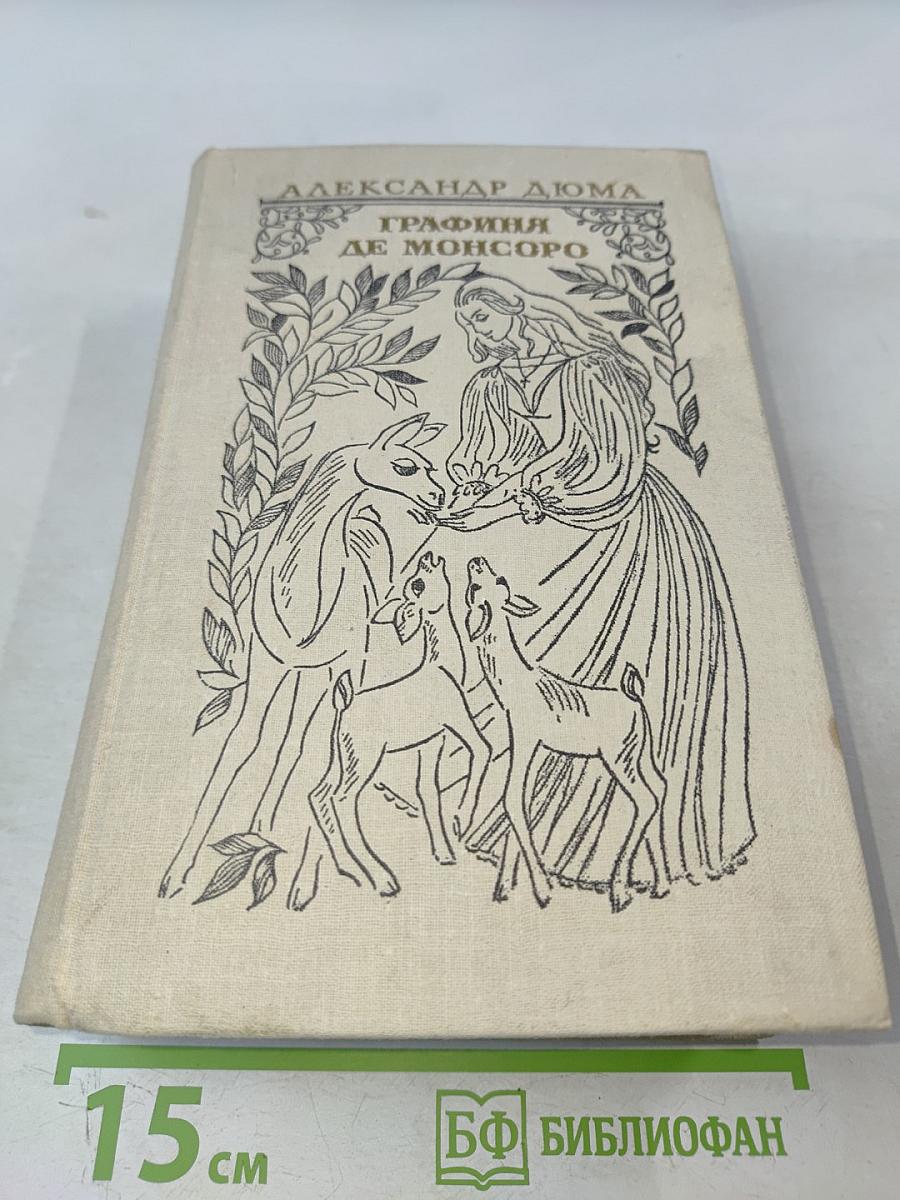 АЛЕКСАНДР ДЮМА
ГРАФИНЯ
ДЕ МОНСОРО
15 см
БФ БИБЛИОФАН